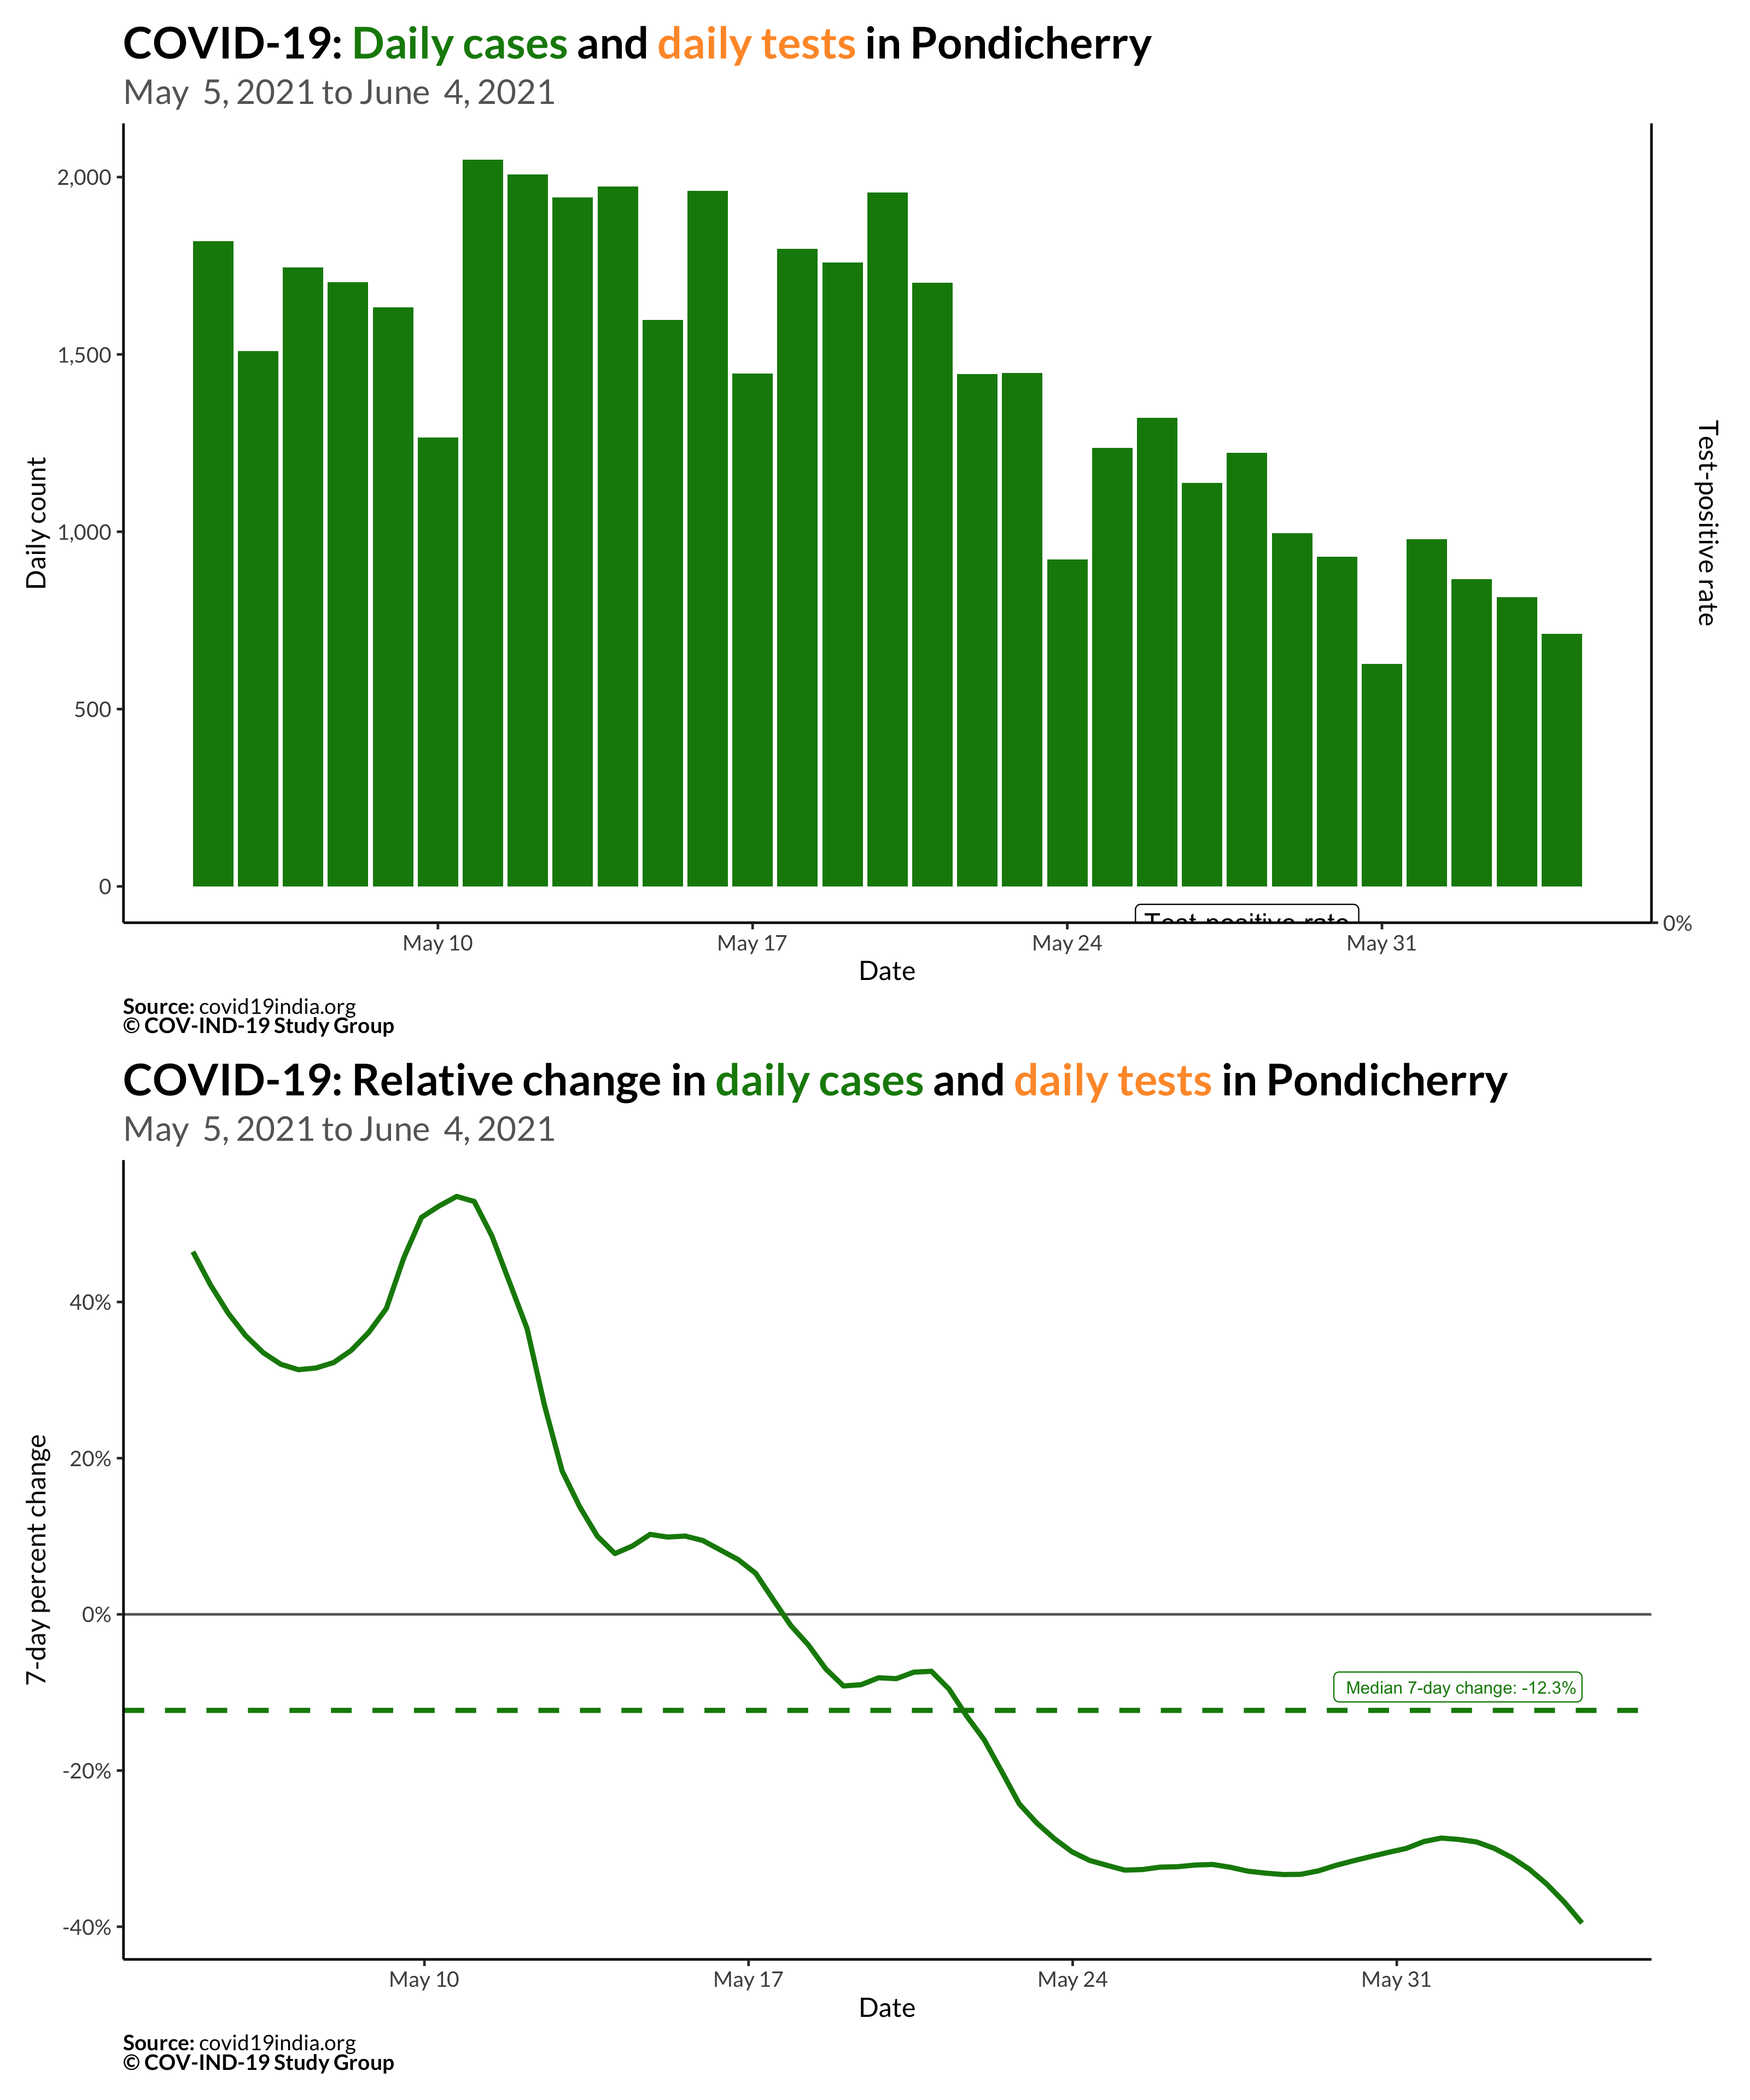 COVID-19: Daily cases and daily tests in Pondicherry
May 5, 2021 to June 4, 2021
2,000
1,500
1,000
500
0
Daily count
Test-positive rate
Test-positive rate
0%
May 10
May 17
May 24
May 31
Date
Source: covid19india.org
© COV-IND-19 Study Group
COVID-19: Relative change in daily cases and daily tests in Pondicherry
May 5, 2021 to June 4, 2021
40%
20%
0%
-20%
-40%
7-day percent change
Median 7-day change: -12.3%
May 10
May 17
May 24
May 31
Date
Source: covid19india.org
© COV-IND-19 Study Group